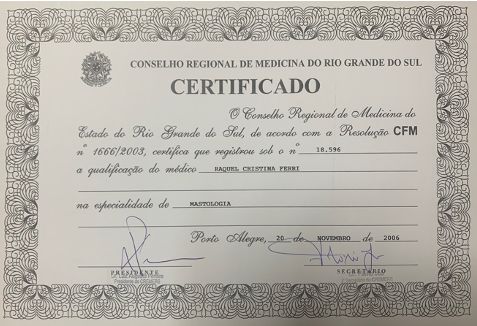 CONSELHO REGIONAL DE MEDICINA DO RIO GRANDE DO SUL
CERTIFICADO
O Conselho Regional de Medicina do
Estado do Rio Grande do Sul, de acordo com a Resolução CFM
nº 1666/2003, certifica que registrou sob o nº 18.596
a qualificação do médico RAQUEL CRISTIMA FERRI
na especialidade de MASTOLOGIA
Porto Alegre, 20 de NOVEMBRO de 2006
PRESIDENTE SECRETÁRIO